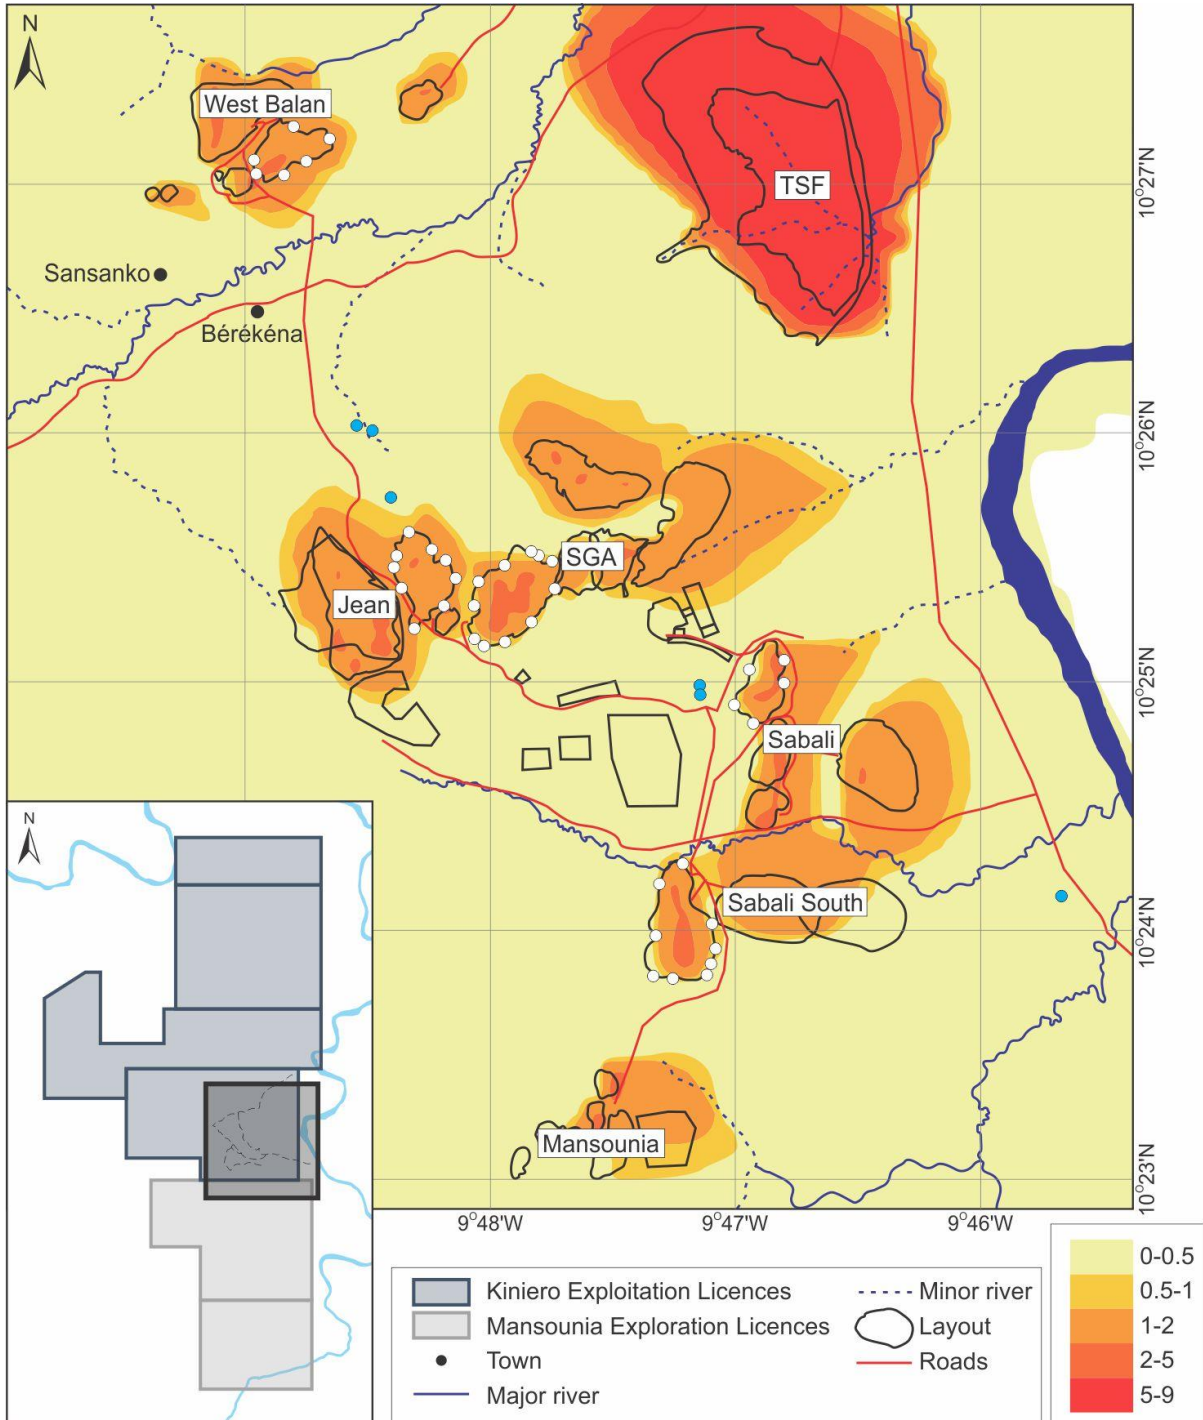 N
West Balan
TSF
10°27'N
Sansanko
Bérékéna
10°26'N
SGA
Jean
10°25'N
Sabali
N
Sabali South
10°24'N
Mansounia
10°23'N
9°48'W
9°47'W
9°46'W
Kiniero Exploitation Licences
Mansounia Exploration Licences
Town
Major river
Minor river
Layout
Roads
0-0.5
0.5-1
1-2
2-5
5-9